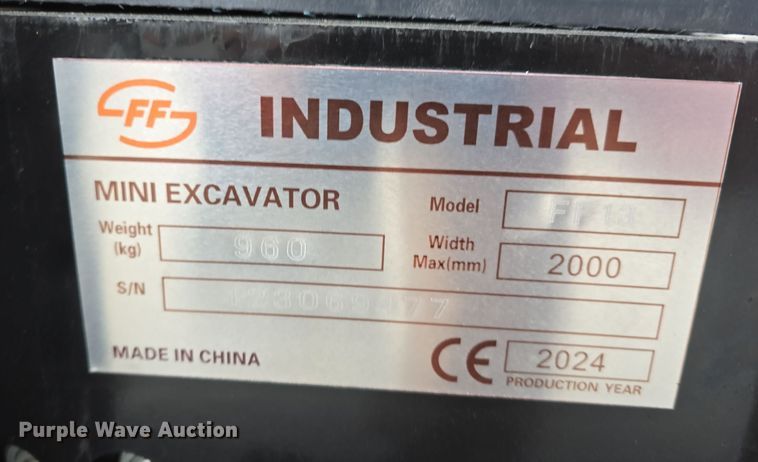 FF INDUSTRIAL
MINI EXCAVATOR
Model FF13
Weight (kg) 960
Width Max(mm) 2000
S/N
MADE IN CHINA
CE 2024
PRODUCTION YEAR
Purple Wave Auction